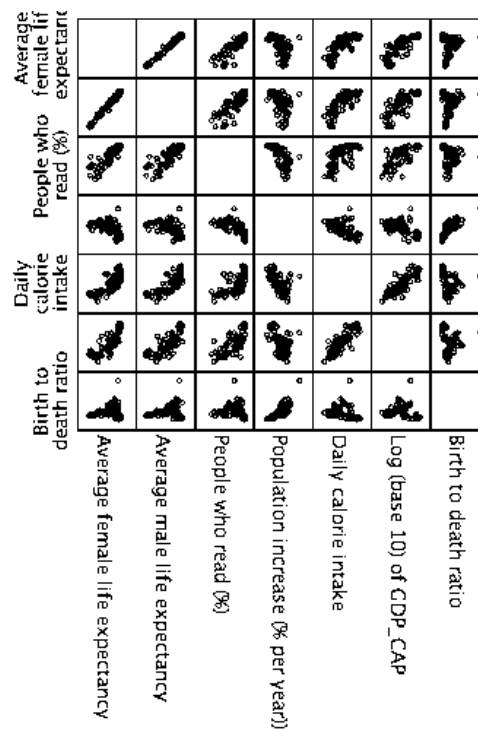 Average
female lif
expectanc
People who
read (%)
Daily
calorie
intake
Birth to
death ratio
Average female life expectancy
Average male life expectancy
People who read (%)
Population increase (% per year))
Daily calorie intake
Log (base 10) of GDP_CAP
Birth to death ratio